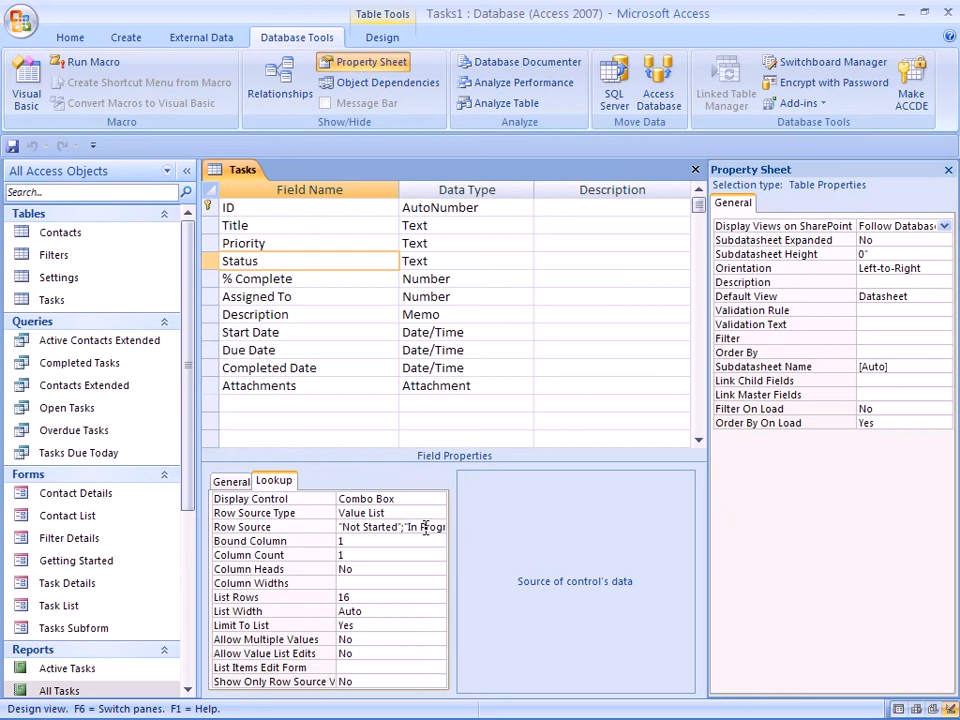 Table Tools
Tasks1 : Database (Access 2007) - Microsoft Access
Home
Create
External Data
Database Tools
Design
Visual Basic
Run Macro
Create Shortcut Menu from Macro
Convert Macros to Visual Basic
Macro
Relationships
Property Sheet
Object Dependencies
Message Bar
Show/Hide
Database Documenter
Analyze Performance
Analyze Table
Analyze
SQL Server
Access Database
Move Data
Linked Table Manager
Switchboard Manager
Encrypt with Password
Add-ins
Make ACCDE
Database Tools
All Access Objects
Search...
Tables
Contacts
Filters
Settings
Tasks
Queries
Active Contacts Extended
Completed Tasks
Contacts Extended
Open Tasks
Overdue Tasks
Tasks Due Today
Forms
Contact Details
Contact List
Filter Details
Getting Started
Task Details
Task List
Tasks Subform
Reports
Active Tasks
All Tasks
Tasks
Field Name Data Type Description
ID AutoNumber
Title Text
Priority Text
Status Text
% Complete Number
Assigned To Number
Description Memo
Start Date Date/Time
Due Date Date/Time
Completed Date Date/Time
Attachments Attachment
Field Properties
General Lookup
Display Control Combo Box
Row Source Type Value List
Row Source "Not Started";"In Progr
Bound Column 1
Column Count 1
Column Heads No
Column Widths
List Rows 16
List Width Auto
Limit To List Yes
Allow Multiple Values No
Allow Value List Edits No
List Items Edit Form
Show Only Row Source V No
Source of control's data
Property Sheet
Selection type: Table Properties
General
Display Views on SharePoint Follow Databas
Subdatasheet Expanded No
Subdatasheet Height 0"
Orientation Left-to-Right
Description
Default View Datasheet
Validation Rule
Validation Text
Filter
Order By
Subdatasheet Name [Auto]
Link Child Fields
Link Master Fields
Filter On Load No
Order By On Load Yes
Design view. F6 = Switch panes. F1 = Help.